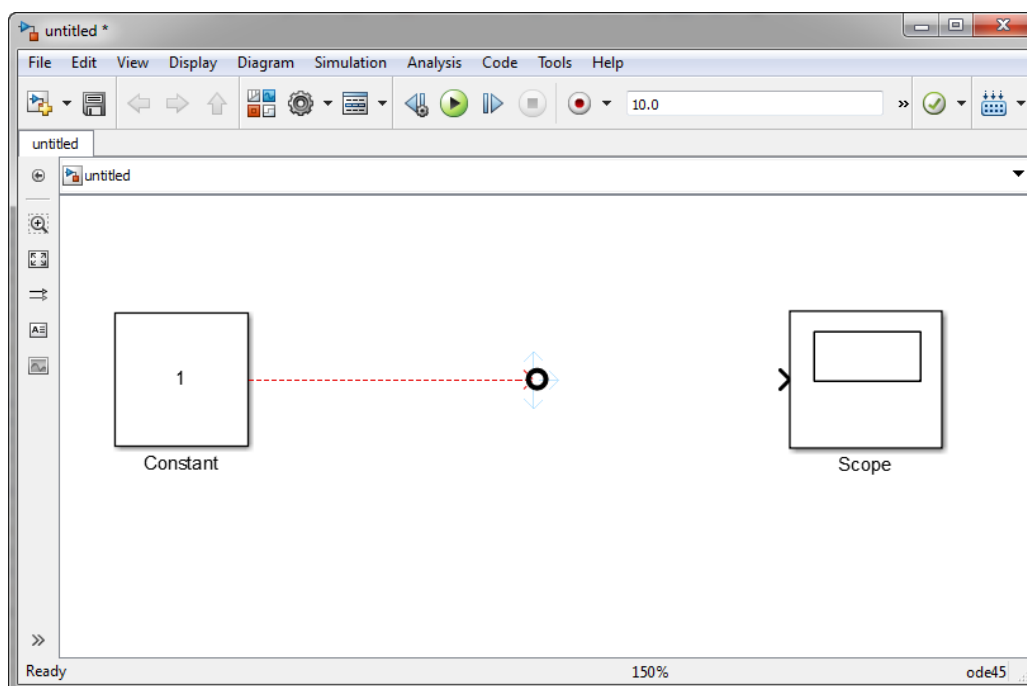 untitled *
File Edit View Display Diagram Simulation Analysis Code Tools Help
10.0 »
untitled
untitled
A
1
Constant
Scope
»
Ready 150% ode45